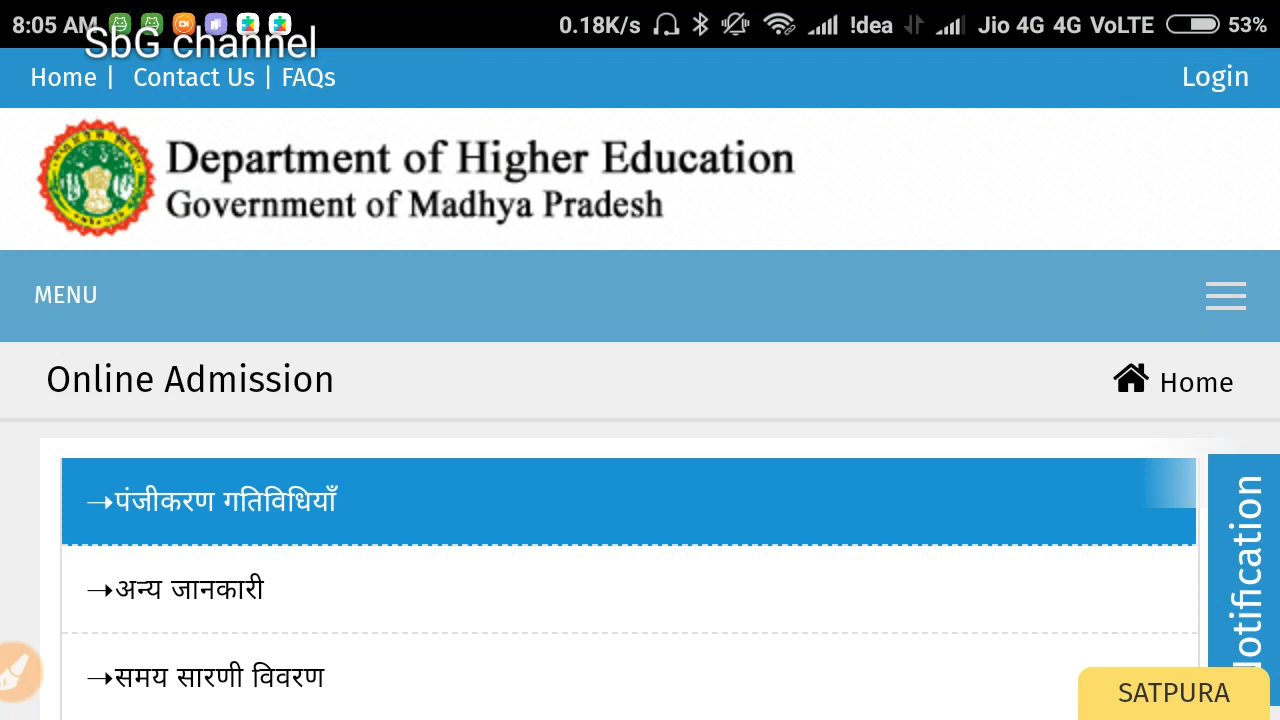 8:05 AM 0.18K/s !dea Jio 4G 4G VoLTE 53%
SbG channel
Home | Contact Us | FAQs Login
Department of Higher Education
Government of Madhya Pradesh
MENU
Online Admission Home
→पंजीकरण गतिविधियाँ
→अन्य जानकारी
→समय सारणी विवरण
otification
SATPURA